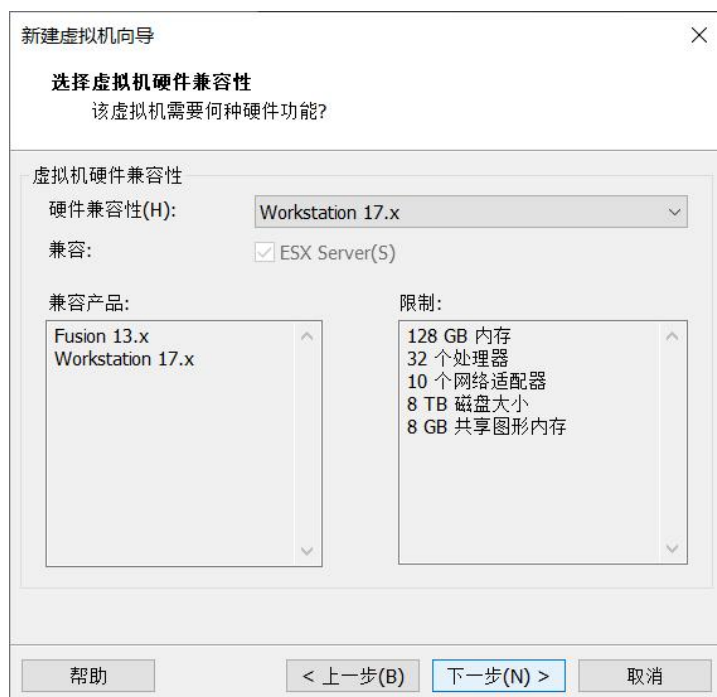 新建虚拟机向导
选择虚拟机硬件兼容性
该虚拟机需要何种硬件功能?
虚拟机硬件兼容性
硬件兼容性(H): Workstation 17.x
兼容: ESX Server(S)
兼容产品:
Fusion 13.x
Workstation 17.x
限制:
128 GB 内存
32 个处理器
10 个网络适配器
8 TB 磁盘大小
8 GB 共享图形内存
帮助 < 上一步(B) 下一步(N) > 取消